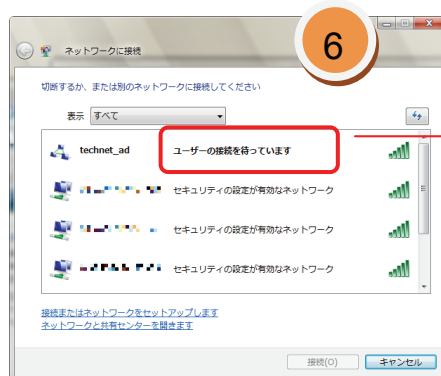 6
ネットワークに接続
切断するか、または別のネットワークに接続してください
表示 すべて
technet_ad ユーザーの接続を待っています
セキュリティの設定が有効なネットワーク
セキュリティの設定が有効なネットワーク
セキュリティの設定が有効なネットワーク
接続またはネットワークをセットアップします
ネットワークと共有センターを開きます
接続(O) キャンセル